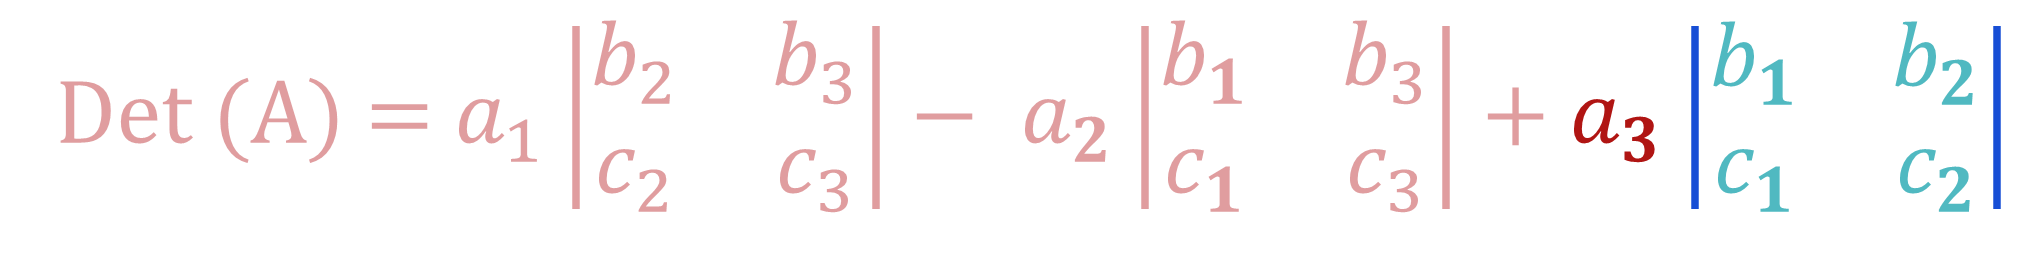 Det (A) = a₁ |b₂ b₃| − a₂ |b₁ b₃| + a₃ |b₁ b₂|
|c₂ c₃| |c₁ c₃| |c₁ c₂|